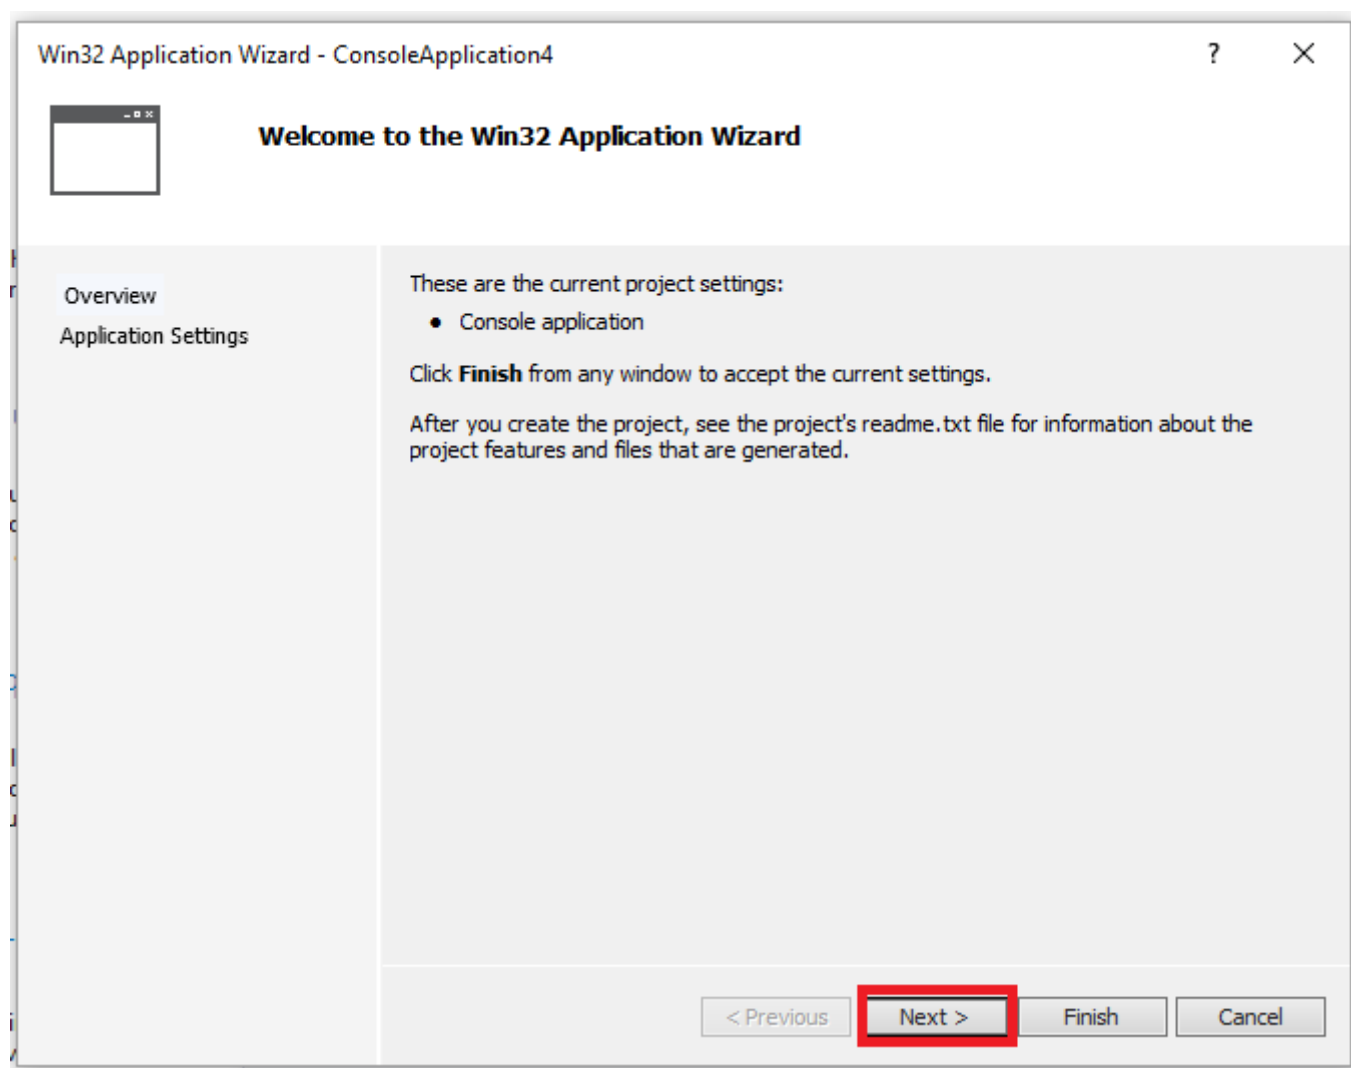 Win32 Application Wizard - ConsoleApplication4
Welcome to the Win32 Application Wizard
Overview
Application Settings
These are the current project settings:
• Console application
Click Finish from any window to accept the current settings.
After you create the project, see the project's readme.txt file for information about the
project features and files that are generated.
< Previous
Next >
Finish
Cancel